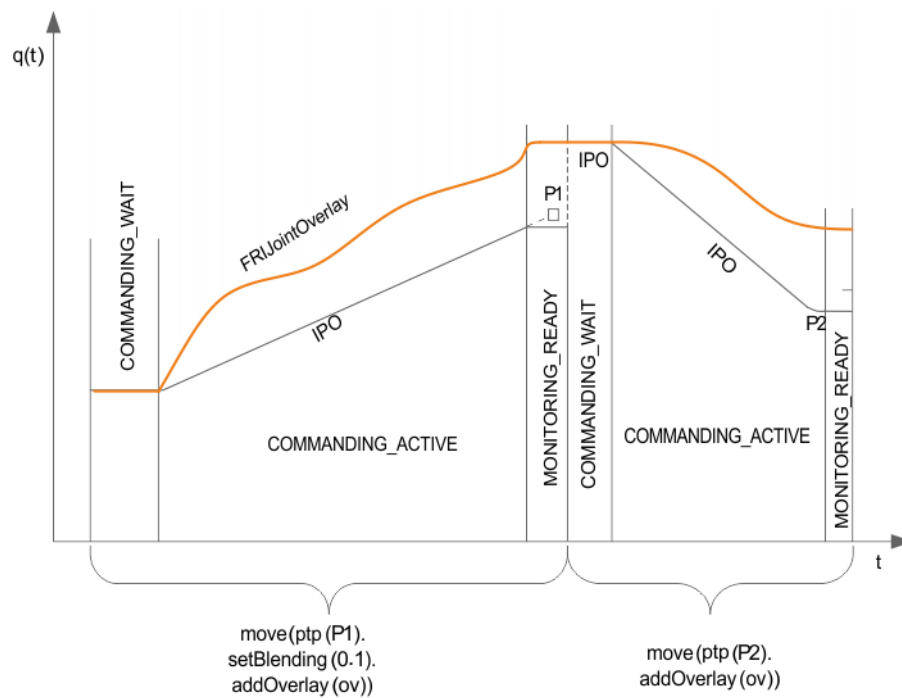 q(t)
COMMANDING_WAIT
FRIJointOverlay
IPO
P1
IPO
IPO
P2
COMMANDING_ACTIVE
MONITORING_READY
COMMANDING_WAIT
COMMANDING_ACTIVE
MONITORING_READY
t
move(ptp(P1).
setBlending(0.1).
addOverlay(ov))
move(ptp(P2).
addOverlay(ov))